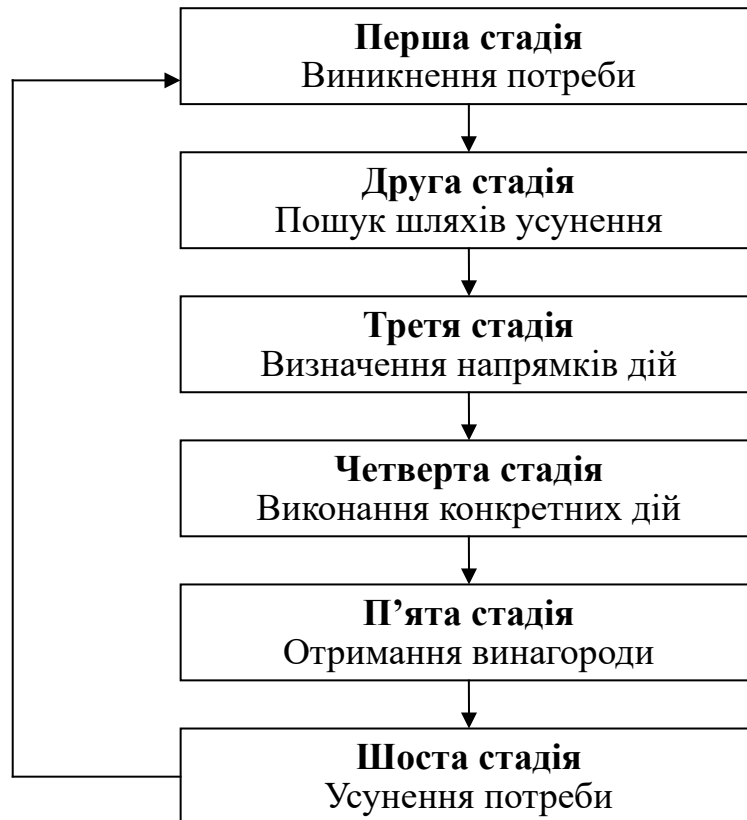 Перша стадія
Виникнення потреби
Друга стадія
Пошук шляхів усунення
Третя стадія
Визначення напрямків дій
Четверта стадія
Виконання конкретних дій
П’ята стадія
Отримання винагороди
Шоста стадія
Усунення потреби